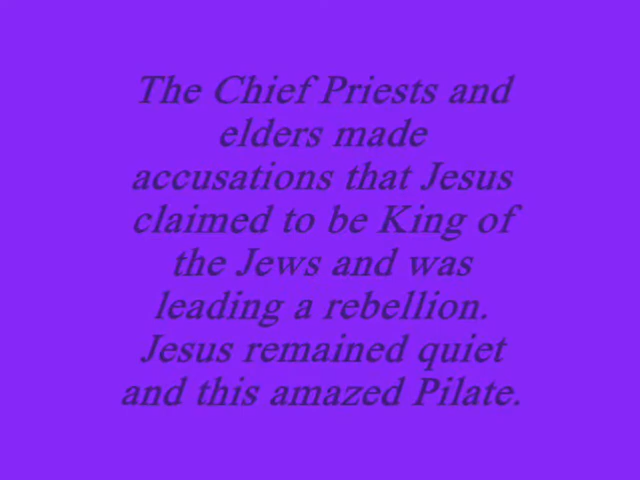 The Chief Priests and
elders made
accusations that Jesus
claimed to be King of
the Jews and was
leading a rebellion.
Jesus remained quiet
and this amazed Pilate.